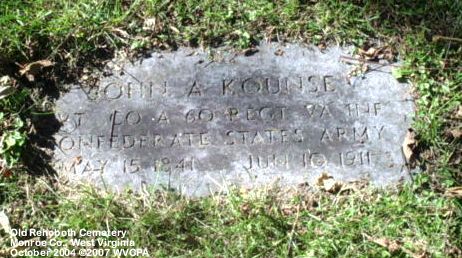 JOHN A KOUNSE
PVT CO A 60 REGT VA INF
CONFEDERATE STATES ARMY
MAY 15 1841 JUN 10 1911
Old Rehoboth Cemetery
Monroe Co., West Virginia
October 2004 ©2007 WVCPA